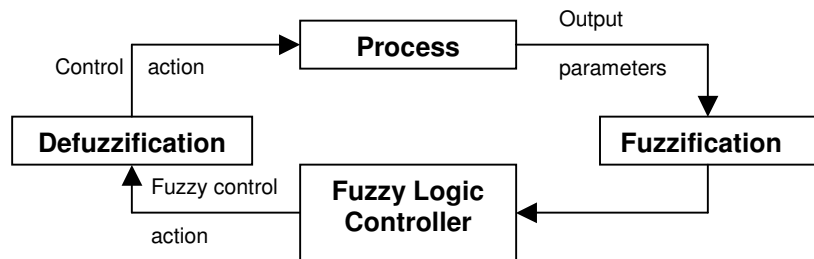 Process
Output
parameters
Control action
Defuzzification
Fuzzification
Fuzzy control
action
Fuzzy Logic
Controller